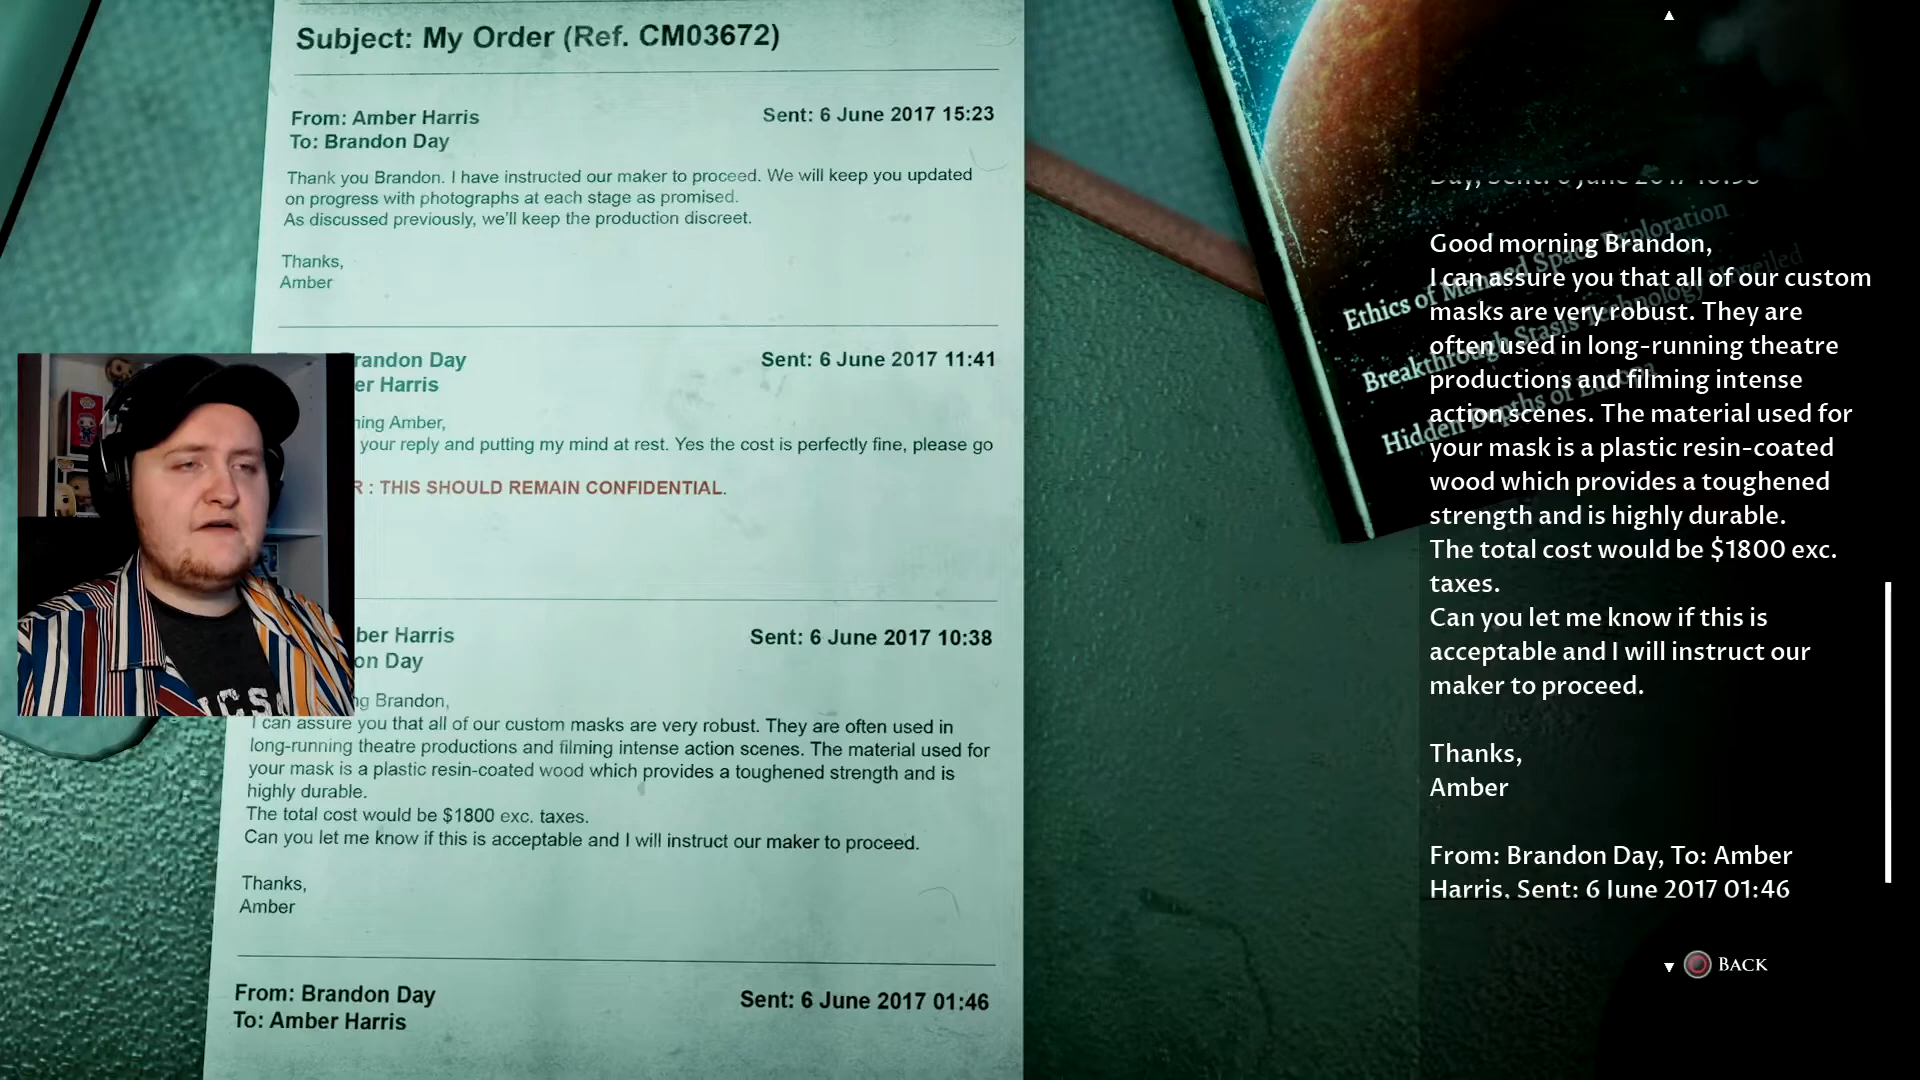 Subject: My Order (Ref. CM03672)
From: Amber Harris
Sent: 6 June 2017 15:23
To: Brandon Day
Thank you Brandon. I have instructed our maker to proceed. We will keep you updated
on progress with photographs at each stage as promised.
As discussed previously, we'll keep the production discreet.
Thanks,
Amber
randon Day
Sent: 6 June 2017 11:41
er Harris
ning Amber,
your reply and putting my mind at rest. Yes the cost is perfectly fine, please go
R : THIS SHOULD REMAIN CONFIDENTIAL.
ber Harris
Sent: 6 June 2017 10:38
on Day
ng Brandon,
I can assure you that all of our custom masks are very robust. They are often used in
long-running theatre productions and filming intense action scenes. The material used for
your mask is a plastic resin-coated wood which provides a toughened strength and is
highly durable.
The total cost would be $1800 exc. taxes.
Can you let me know if this is acceptable and I will instruct our maker to proceed.
Thanks,
Amber
From: Brandon Day
Sent: 6 June 2017 01:46
To: Amber Harris
Ethics of Manned Space Exploration
Breakthrough Stasis Technology Unveiled
Hidden Depths of Europa
Good morning Brandon,
I can assure you that all of our custom
masks are very robust. They are
often used in long-running theatre
productions and filming intense
action scenes. The material used for
your mask is a plastic resin-coated
wood which provides a toughened
strength and is highly durable.
The total cost would be $1800 exc.
taxes.
Can you let me know if this is
acceptable and I will instruct our
maker to proceed.
Thanks,
Amber
From: Brandon Day, To: Amber
Harris, Sent: 6 June 2017 01:46
BACK